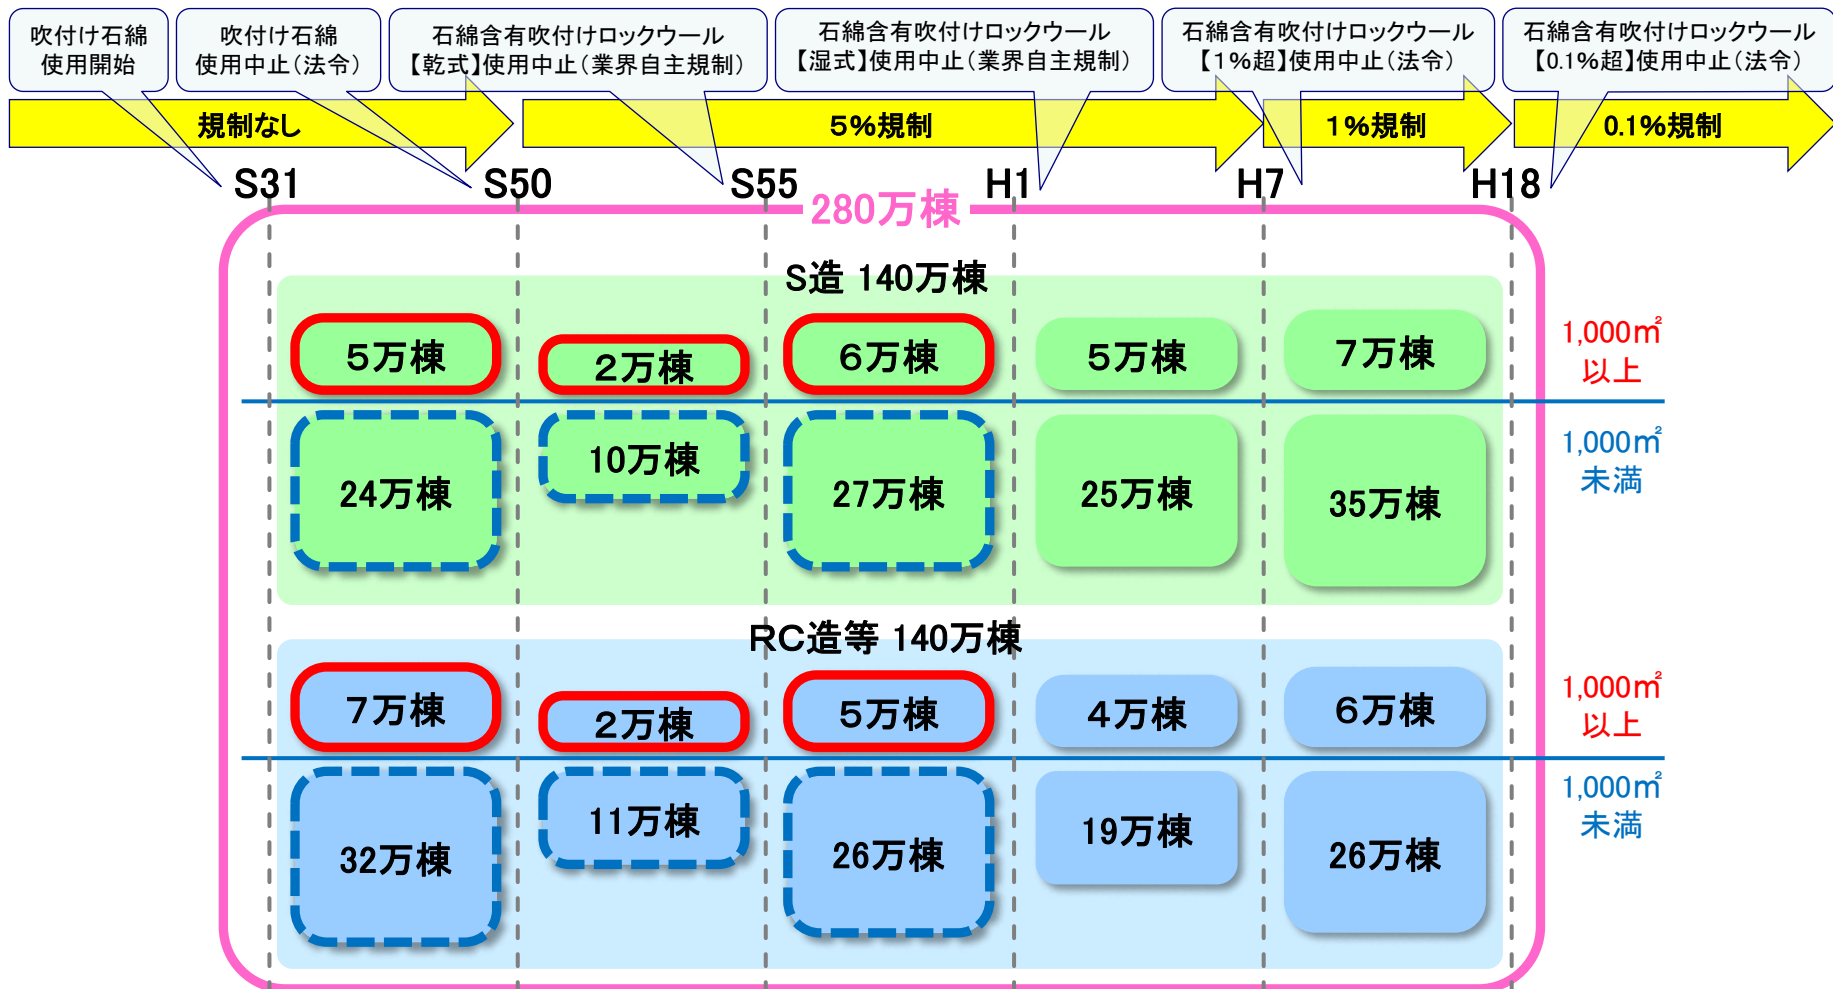 吹付け石綿
使用開始
吹付け石綿
使用中止(法令)
石綿含有吹付けロックウール
【乾式】使用中止(業界自主規制)
石綿含有吹付けロックウール
【湿式】使用中止(業界自主規制)
石綿含有吹付けロックウール
【1%超】使用中止(法令)
石綿含有吹付けロックウール
【0.1%超】使用中止(法令)
規制なし
5%規制
1%規制
0.1%規制
S31
S50
S55
H1
H7
H18
280万棟
S造 140万棟
5万棟
2万棟
6万棟
5万棟
7万棟
1,000㎡
以上
24万棟
10万棟
27万棟
25万棟
35万棟
1,000㎡
未満
RC造等 140万棟
7万棟
2万棟
5万棟
4万棟
6万棟
1,000㎡
以上
32万棟
11万棟
26万棟
19万棟
26万棟
1,000㎡
未満